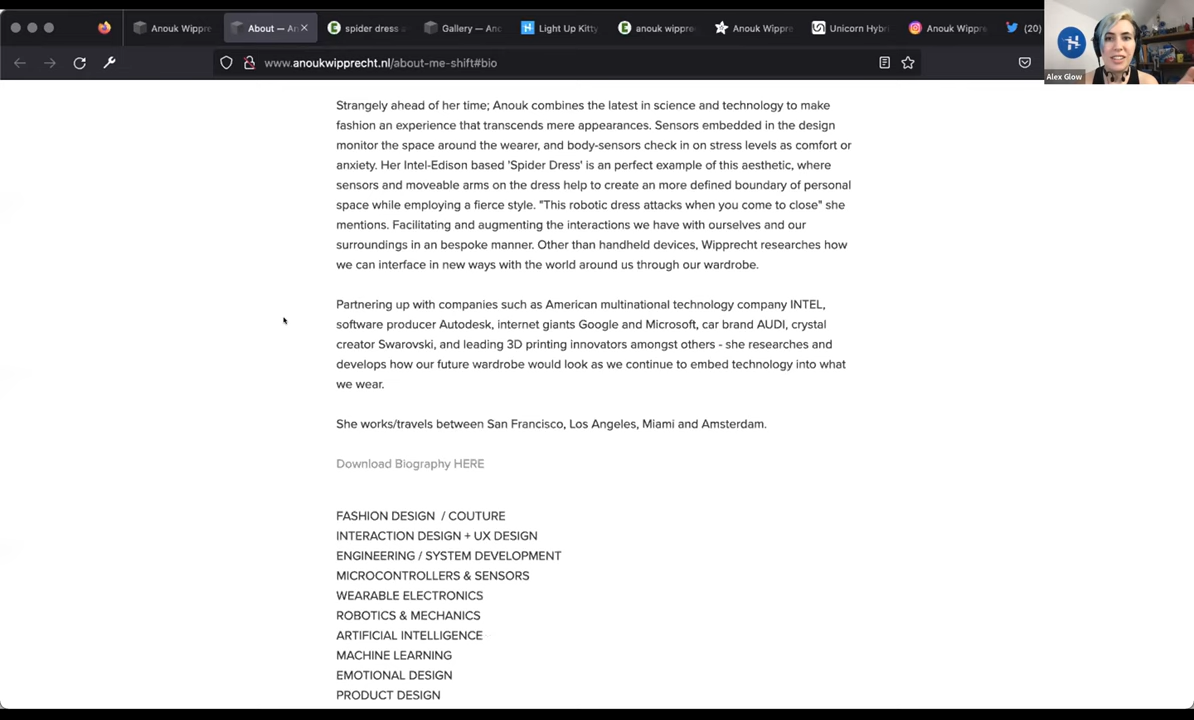 Anouk Wippre
About — An
spider dress a
Gallery — Ano
Light Up Kitty
anouk wippre
Anouk Wippre
Unicorn Hybri
Anouk Wippre
(20)
www.anoukwipprecht.nl/about-me-shift#bio
Alex Glow
Strangely ahead of her time; Anouk combines the latest in science and technology to make
fashion an experience that transcends mere appearances. Sensors embedded in the design
monitor the space around the wearer, and body-sensors check in on stress levels as comfort or
anxiety. Her Intel-Edison based 'Spider Dress' is an perfect example of this aesthetic, where
sensors and moveable arms on the dress help to create an more defined boundary of personal
space while employing a fierce style. "This robotic dress attacks when you come to close" she
mentions. Facilitating and augmenting the interactions we have with ourselves and our
surroundings in an bespoke manner. Other than handheld devices, Wipprecht researches how
we can interface in new ways with the world around us through our wardrobe.
Partnering up with companies such as American multinational technology company INTEL,
software producer Autodesk, internet giants Google and Microsoft, car brand AUDI, crystal
creator Swarovski, and leading 3D printing innovators amongst others - she researches and
develops how our future wardrobe would look as we continue to embed technology into what
we wear.
She works/travels between San Francisco, Los Angeles, Miami and Amsterdam.
Download Biography HERE
FASHION DESIGN / COUTURE
INTERACTION DESIGN + UX DESIGN
ENGINEERING / SYSTEM DEVELOPMENT
MICROCONTROLLERS & SENSORS
WEARABLE ELECTRONICS
ROBOTICS & MECHANICS
ARTIFICIAL INTELLIGENCE
MACHINE LEARNING
EMOTIONAL DESIGN
PRODUCT DESIGN